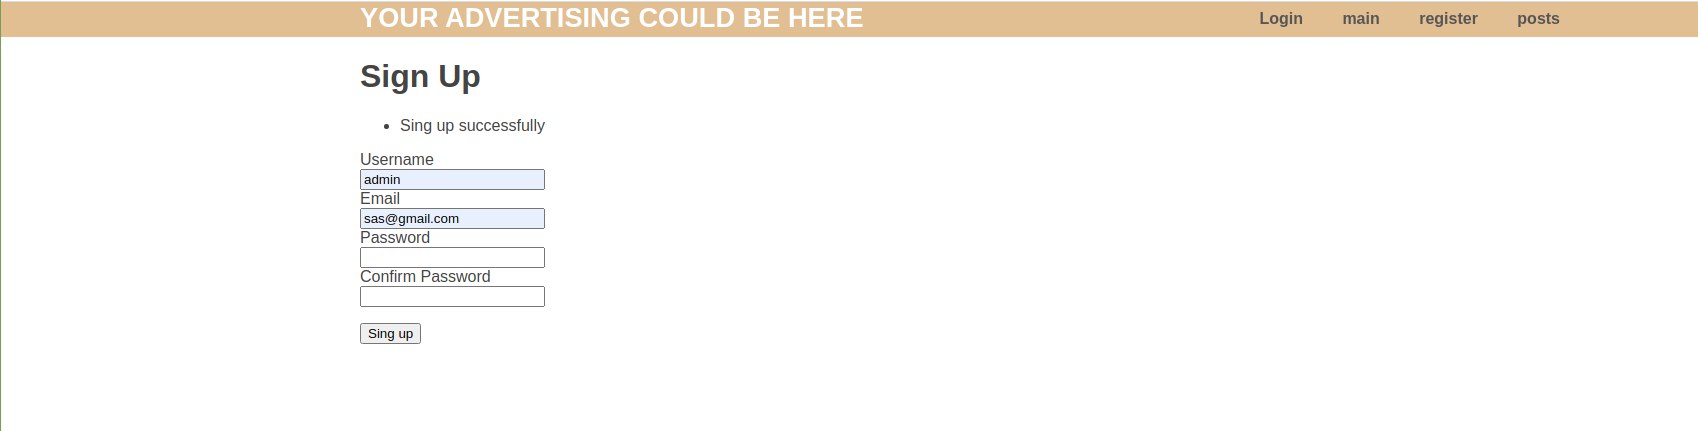 YOUR ADVERTISING COULD BE HERE Login main register posts
Sign Up
Sing up successfully
Username
admin
Email
sas@gmail.com
Password
Confirm Password
Sing up